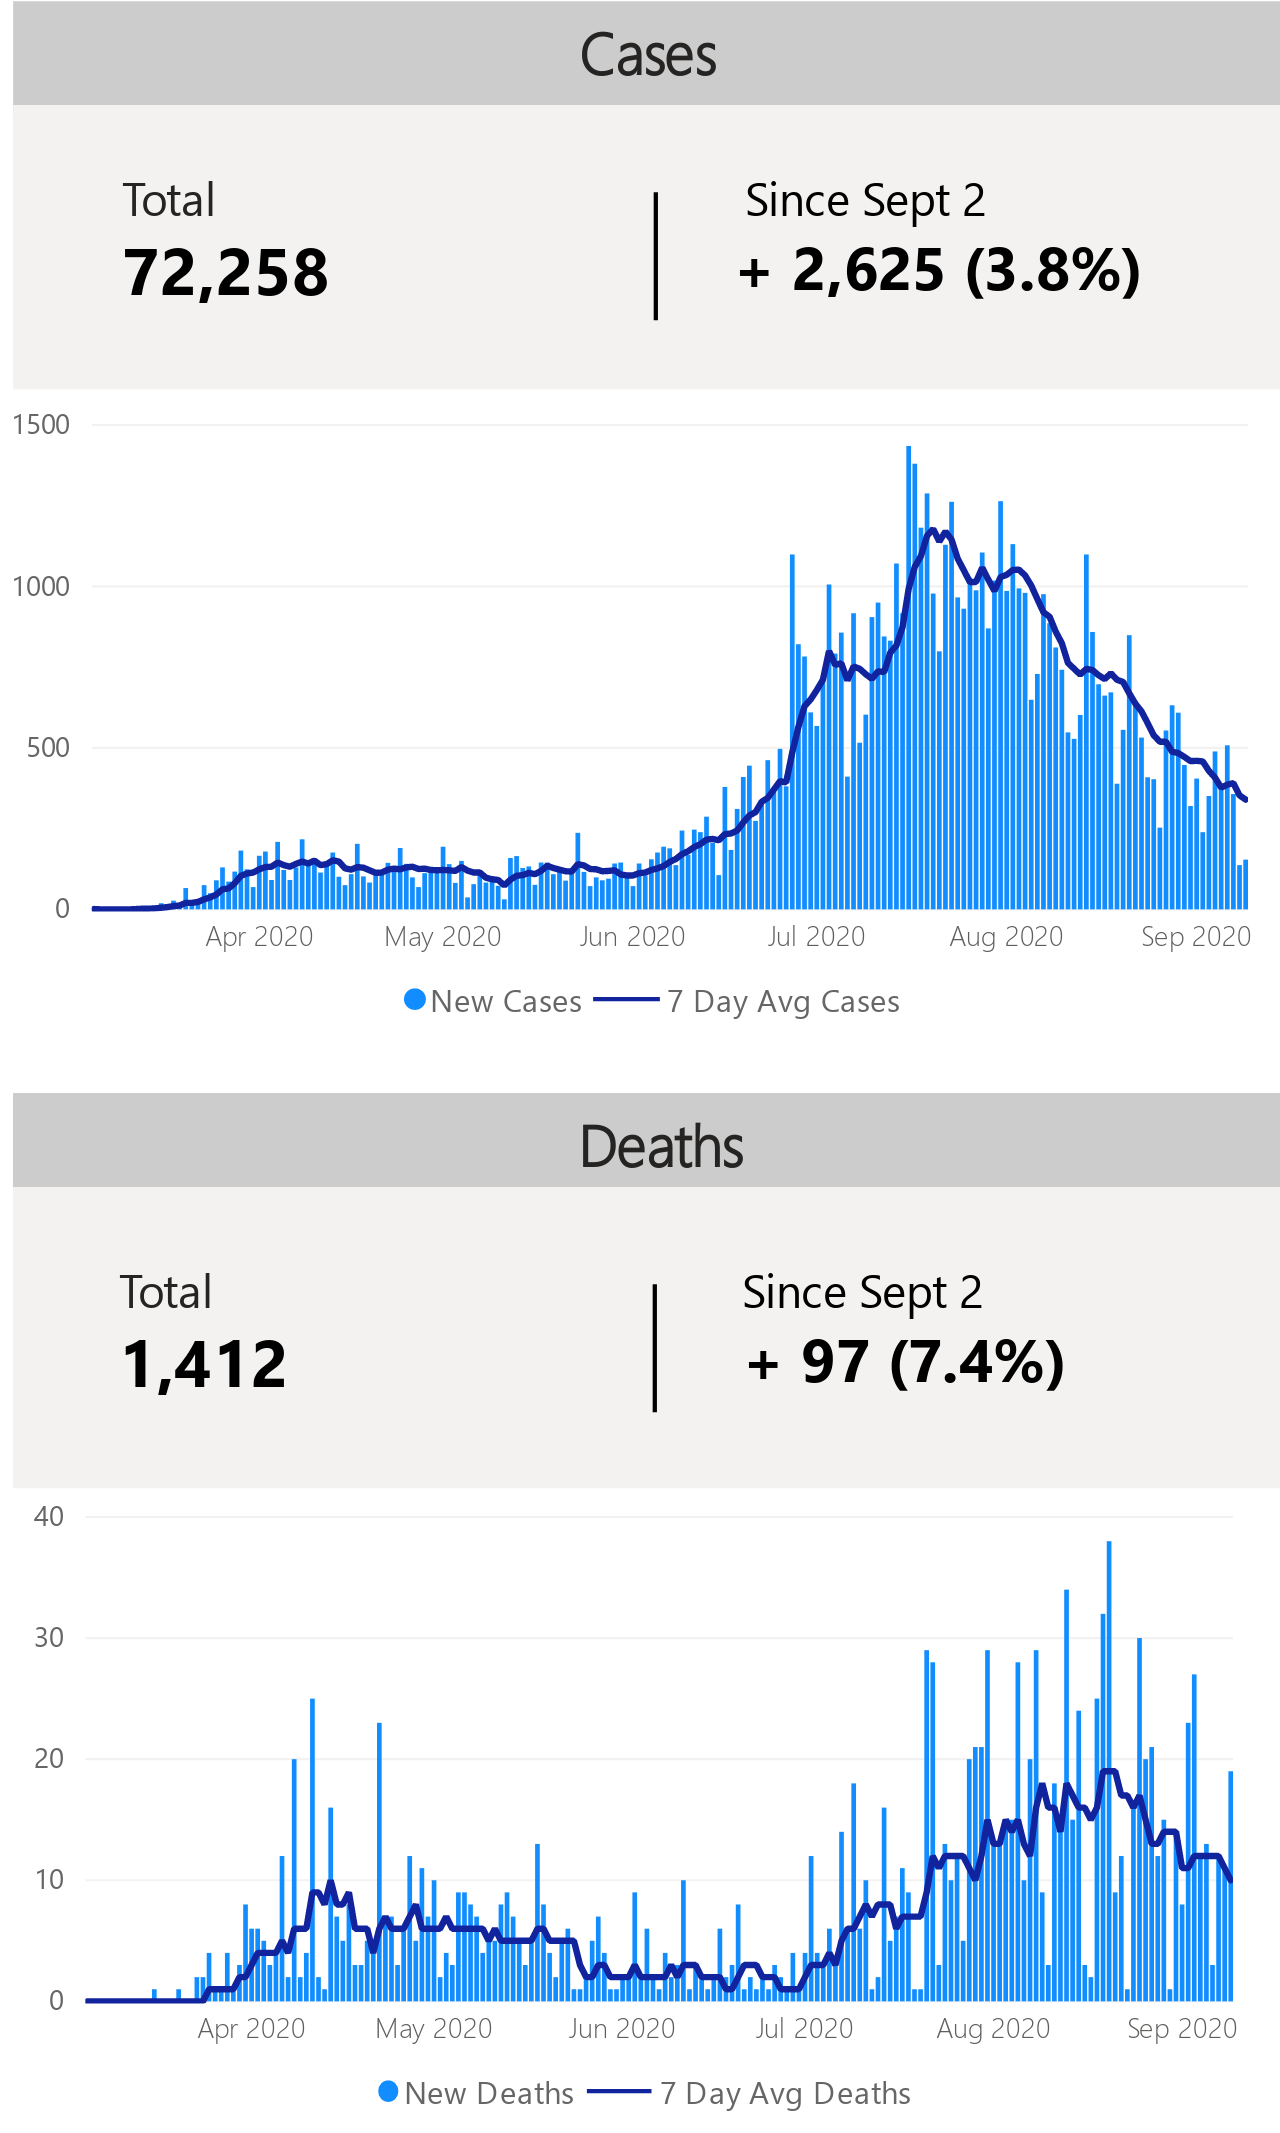 Cases
Total
Since Sept 2
72,258
+ 2,625 (3.8%)
1500
1000
500
0
Apr 2020 May 2020 Jun 2020 Jul 2020 Aug 2020 Sep 2020
New Cases 7 Day Avg Cases
Deaths
Total
Since Sept 2
1,412
+ 97 (7.4%)
40
30
20
10
0
Apr 2020 May 2020 Jun 2020 Jul 2020 Aug 2020 Sep 2020
New Deaths 7 Day Avg Deaths